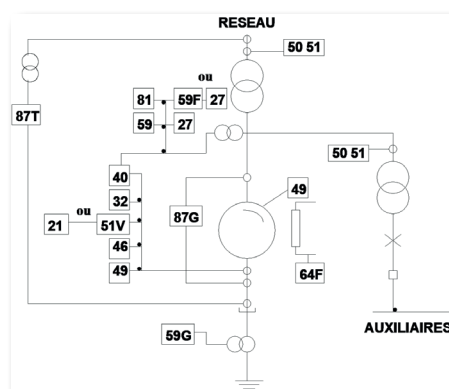 RESEAU
50 51
ou
81
59F
27
87T
59
27
50 51
40
49
32
ou
87G
21
51V
46
49
64F
AUXILIAIRES
59G